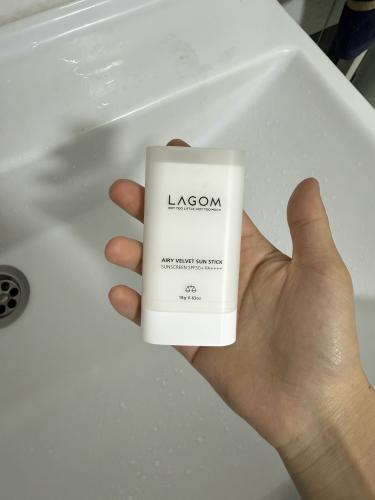 LAGOM
NOT TOO LITTLE, NOT TOO MUCH
AIRY VELVET SUN STICK
SUNSCREEN SPF50+ PA++++
18g 0.63oz